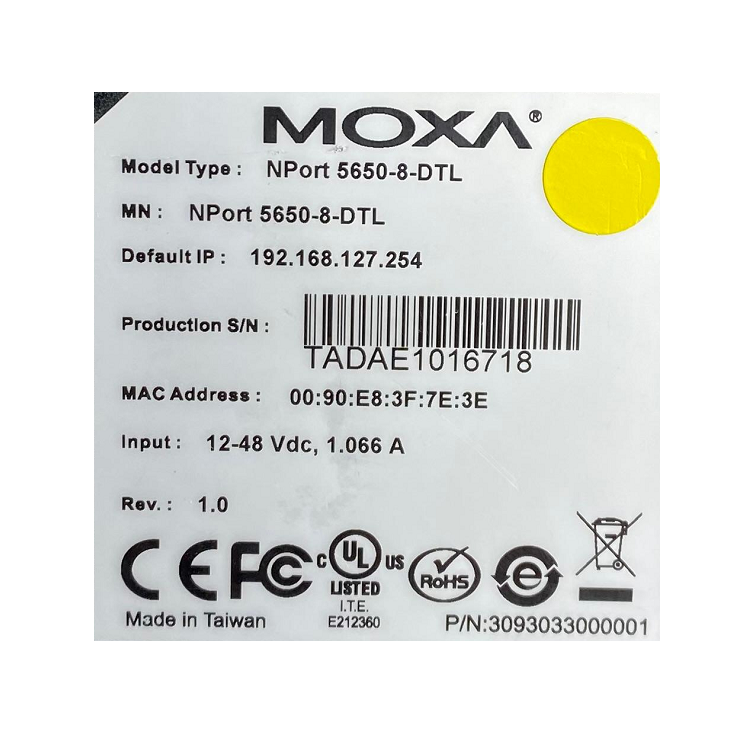 MOXA®
Model Type : NPort 5650-8-DTL
MN : NPort 5650-8-DTL
Default IP : 192.168.127.254
Production S/N :
TADAE1016718
MAC Address : 00:90:E8:3F:7E:3E
Input : 12-48 Vdc, 1.066 A
Rev. : 1.0
CE FC c UL US
LISTED
RoHS
e
I.T.E.
E212360
Made in Taiwan
P/N:3093033000001